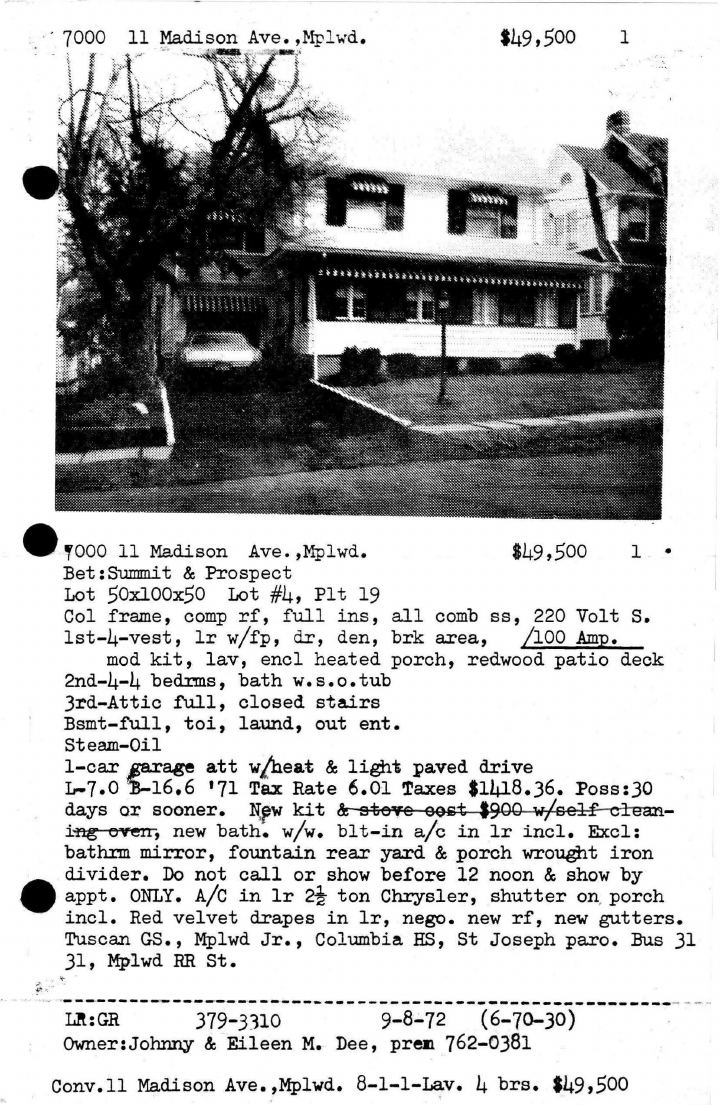 7000 11 Madison Ave.,Mplwd. $49,500 1
7000 11 Madison Ave.,Mplwd. $49,500 1
Bet:Summit & Prospect
Lot 50x100x50 Lot #4, Plt 19
Col frame, comp rf, full ins, all comb ss, 220 Volt S.
1st-4-vest, lr w/fp, dr, den, brk area, /100 Amp.
mod kit, lav, encl heated porch, redwood patio deck
2nd-4-4 bedrms, bath w.s.o.tub
3rd-Attic full, closed stairs
Bsmt-full, toi, laund, out ent.
Steam-Oil
1-car garage att w/heat & light paved drive
L-7.0 B-16.6 '71 Tax Rate 6.01 Taxes $1418.36. Poss:30
days or sooner. New kit & stove cost $900 w/self clean-
ing oven, new bath. w/w. blt-in a/c in lr incl. Excl:
bathrm mirror, fountain rear yard & porch wrought iron
divider. Do not call or show before 12 noon & show by
appt. ONLY. A/C in lr 2½ ton Chrysler, shutter on porch
incl. Red velvet drapes in lr, nego. new rf, new gutters.
Tuscan GS., Mplwd Jr., Columbia HS, St Joseph paro. Bus 31
31, Mplwd RR St.
LR:GR 379-3310 9-8-72 (6-70-30)
Owner:Johnny & Eileen M. Dee, prem 762-0381
Conv.11 Madison Ave.,Mplwd. 8-1-1-Lav. 4 brs. $49,500